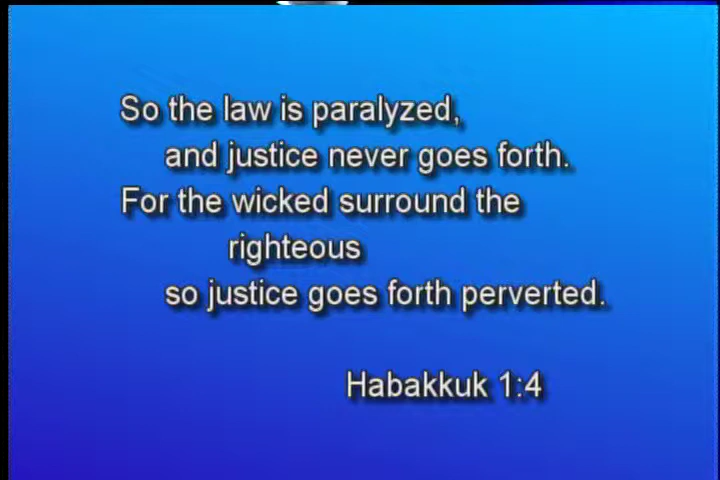 So the law is paralyzed,
and justice never goes forth.
For the wicked surround the
righteous
so justice goes forth perverted.
Habakkuk 1:4